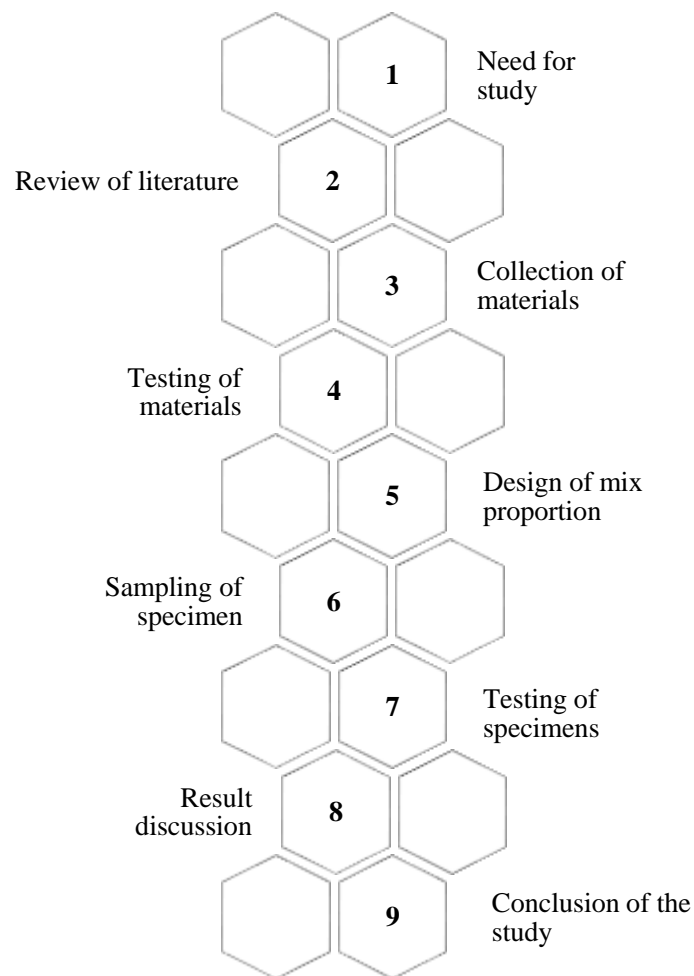 1
Need for
study
Review of literature
2
3
Collection of
materials
Testing of
materials
4
5
Design of mix
proportion
Sampling of
specimen
6
7
Testing of
specimens
Result
discussion
8
9
Conclusion of the
study